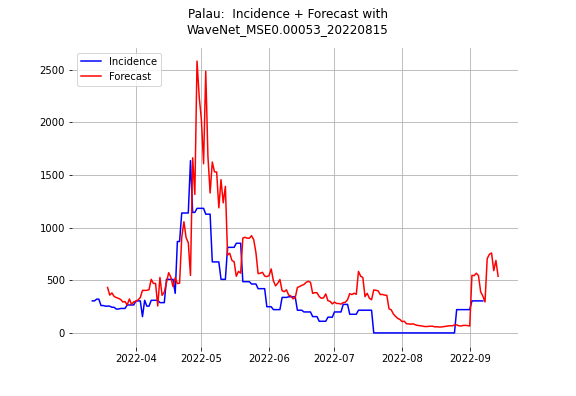 Palau:  Incidence + Forecast with
WaveNet_MSE0.00053_20220815
Incidence
Forecast
2500
2000
1500
1000
500
0
2022-04 2022-05 2022-06 2022-07 2022-08 2022-09